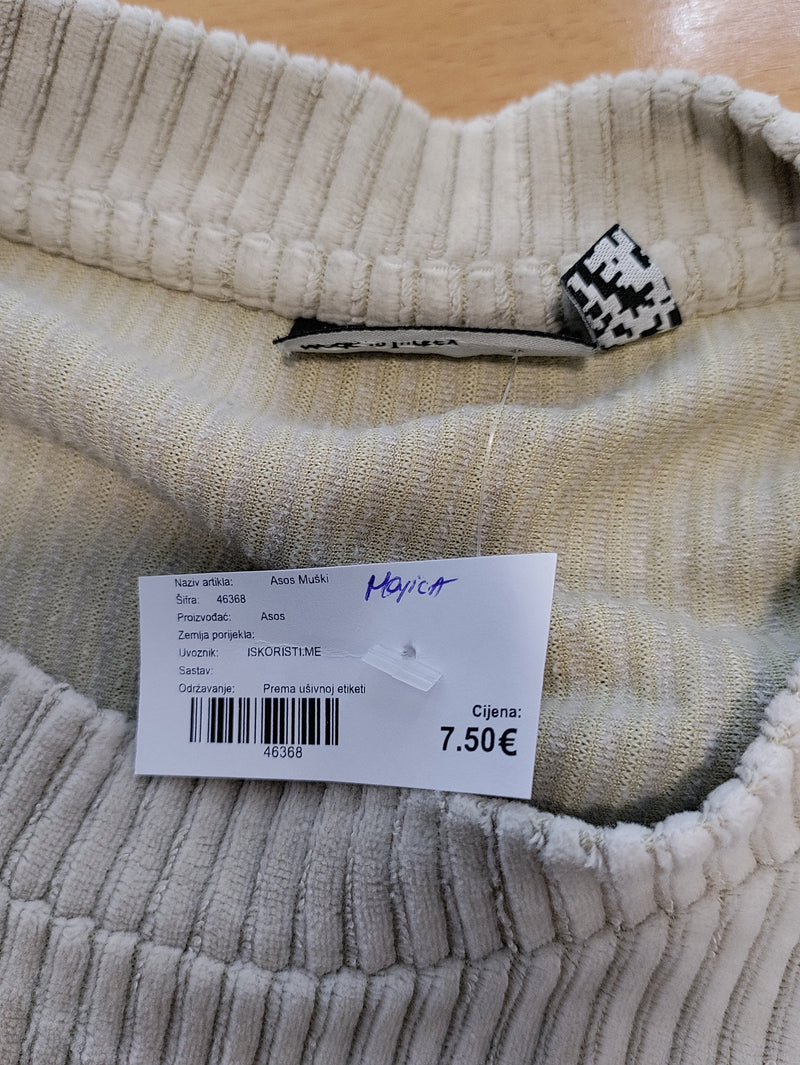 Naziv artikla: Asos Muški Majica
Šifra: 46368
Proizvođač: Asos
Zemlja porijekla:
Uvoznik: ISKORISTI.ME
Sastav:
Održavanje: Prema ušivnoj etiketi
46368
Cijena:
7.50€